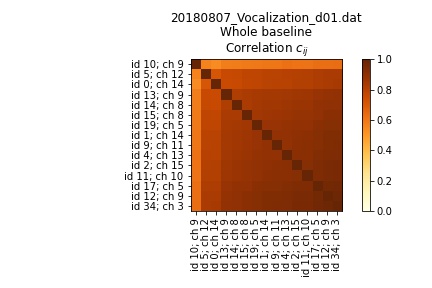 20180807_Vocalization_d01.dat
Whole baseline
Correlation c_ij
id 10; ch 9
id 5; ch 12
id 0; ch 14
id 13; ch 9
id 14; ch 8
id 15; ch 8
id 19; ch 5
id 1; ch 14
id 9; ch 11
id 4; ch 13
id 2; ch 15
id 11; ch 10
id 17; ch 5
id 12; ch 9
id 34; ch 3
1.0
0.8
0.6
0.4
0.2
0.0
id 10; ch 9
id 5; ch 12
id 0; ch 14
id 13; ch 9
id 14; ch 8
id 15; ch 8
id 19; ch 5
id 1; ch 14
id 9; ch 11
id 4; ch 13
id 2; ch 15
id 11; ch 10
id 17; ch 5
id 12; ch 9
id 34; ch 3